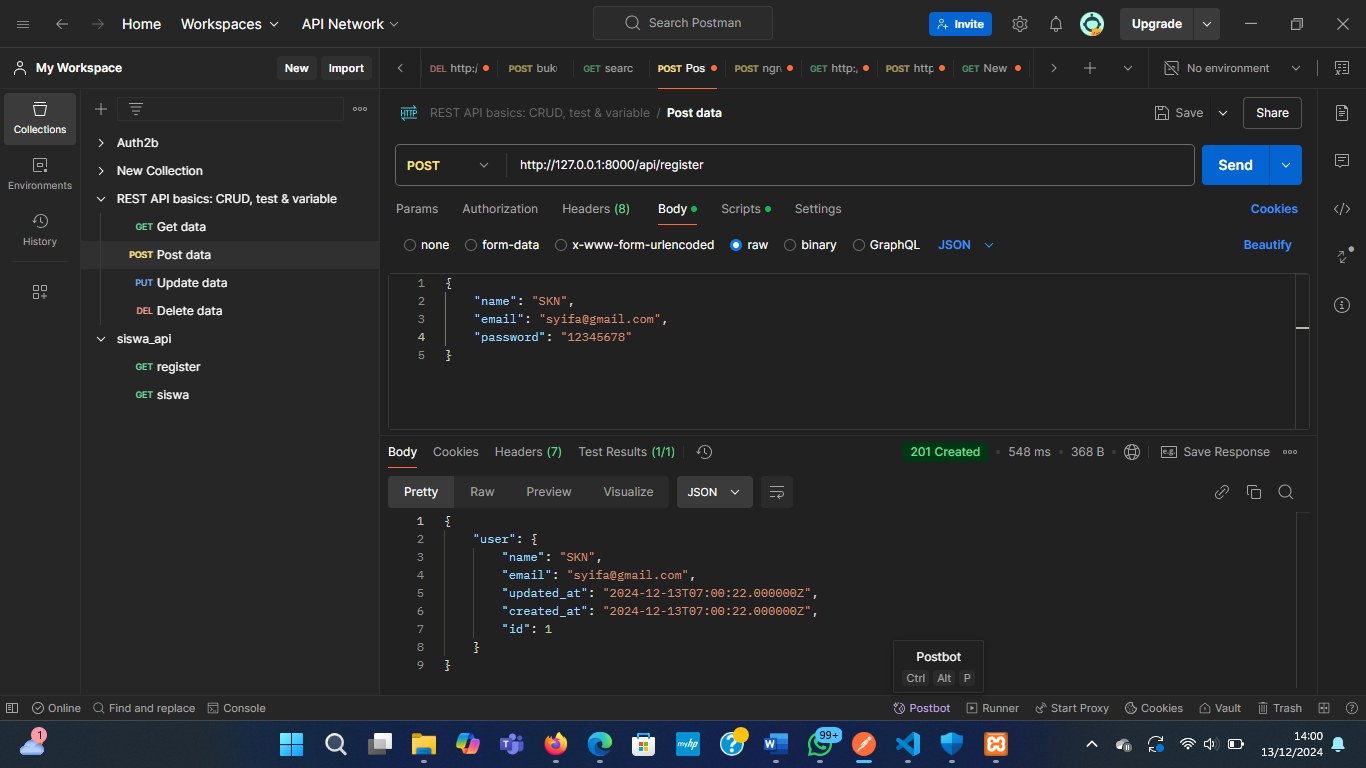 Home Workspaces API Network Search Postman Invite Upgrade
My Workspace New Import DEL http:/ POST buk GET searc POST Pos POST ngr GET http:, POST http GET New No environment
REST API basics: CRUD, test & variable / Post data Save Share
Collections
Environments
History
Auth2b
New Collection
REST API basics: CRUD, test & variable
GET Get data
POST Post data
PUT Update data
DEL Delete data
siswa_api
GET register
GET siswa
POST http://127.0.0.1:8000/api/register Send
Params Authorization Headers (8) Body Scripts Settings Cookies
none form-data x-www-form-urlencoded raw binary GraphQL JSON Beautify
1 {
2 "name": "SKN",
3 "email": "syifa@gmail.com",
4 "password": "12345678"
5 }
Body Cookies Headers (7) Test Results (1/1) 201 Created 548 ms 368 B e.g. Save Response
Pretty Raw Preview Visualize JSON
1 {
2 "user": {
3 "name": "SKN",
4 "email": "syifa@gmail.com",
5 "updated_at": "2024-12-13T07:00:22.000000Z",
6 "created_at": "2024-12-13T07:00:22.000000Z",
7 "id": 1
8 }
9 }
Postbot
Ctrl Alt P
Online Find and replace Console Postbot Runner Start Proxy Cookies Vault Trash
1 99+ 14:00
13/12/2024